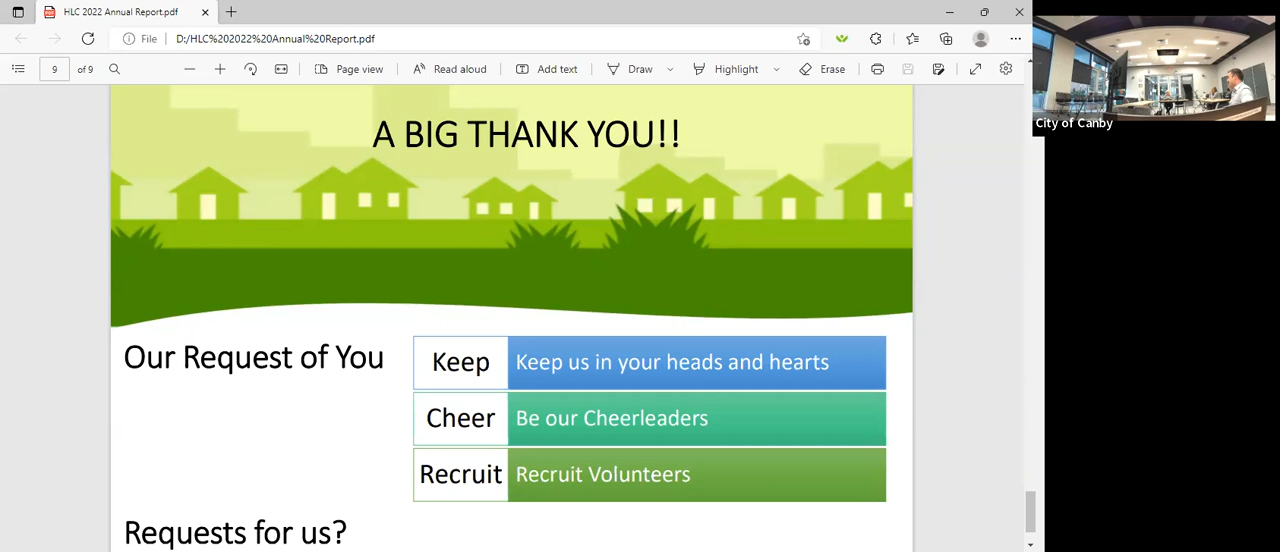 HLC 2022 Annual Report.pdf
File D:/HLC%202022%20Annual%20Report.pdf
9 of 9 Page view Read aloud Add text Draw Highlight Erase
City of Canby
A BIG THANK YOU!!
Our Request of You
Keep Keep us in your heads and hearts
Cheer Be our Cheerleaders
Recruit Recruit Volunteers
Requests for us?